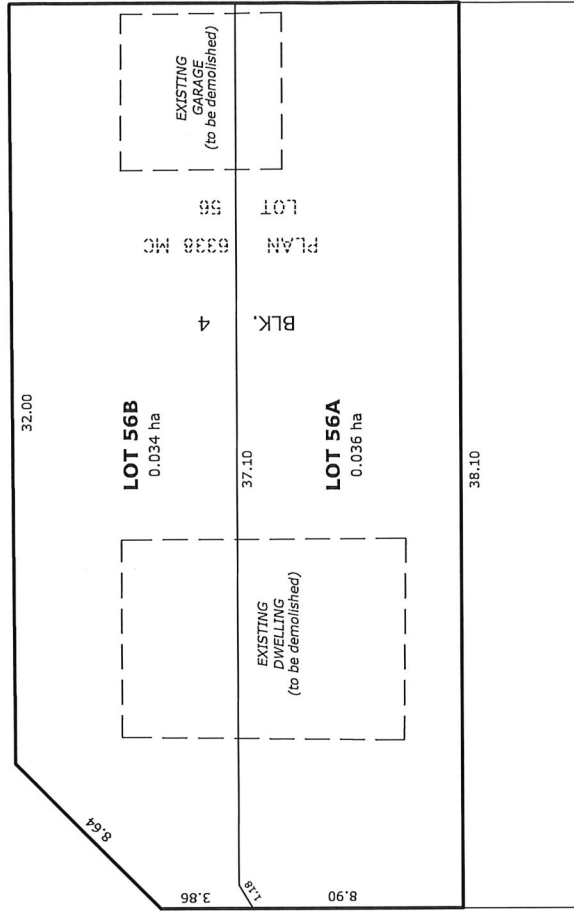 EXISTING
GARAGE
(to be demolished)
LOT 56
PLAN 6338 MC
BLK. 4
32.00
LOT 56B
0.034 ha
37.10
LOT 56A
0.036 ha
38.10
EXISTING
DWELLING
(to be demolished)
8.64
3.86
1.18
8.90